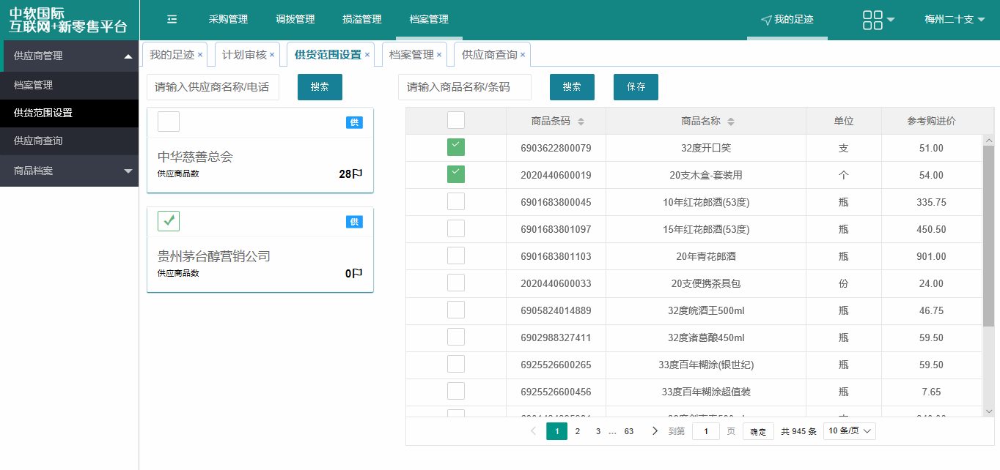 中软国际
互联网+新零售平台
采购管理
调拨管理
损溢管理
档案管理
我的足迹
梅州二十支
供应商管理
档案管理
供货范围设置
供应商查询
商品档案
我的足迹 ×
计划审核 ×
供货范围设置 ×
档案管理 ×
供应商查询 ×
请输入供应商名称/电话
搜索
请输入商品名称/条码
搜索
保存
供
中华慈善总会
供应商品数
28
供
贵州茅台醇营销公司
供应商品数
0
商品条码 商品名称 单位 参考购进价
6903622800079 32度开口笑 支 51.00
2020440600019 20支木盒-套装用 个 54.00
6901683800045 10年红花郎酒(53度) 瓶 335.75
6901683801097 15年红花郎酒(53度) 瓶 450.50
6901683801103 20年青花郎酒 瓶 901.00
2020440600033 20支便携茶具包 份 24.00
6905824014889 32度皖酒王500ml 瓶 46.75
6902988327411 32度诸葛酿450ml 瓶 59.50
6925526600265 33度百年糊涂(银世纪) 瓶 59.50
6925526600456 33度百年糊涂超值装 瓶 7.65
1 2 3 … 63 到第 1 页 确定 共 945 条 10 条/页